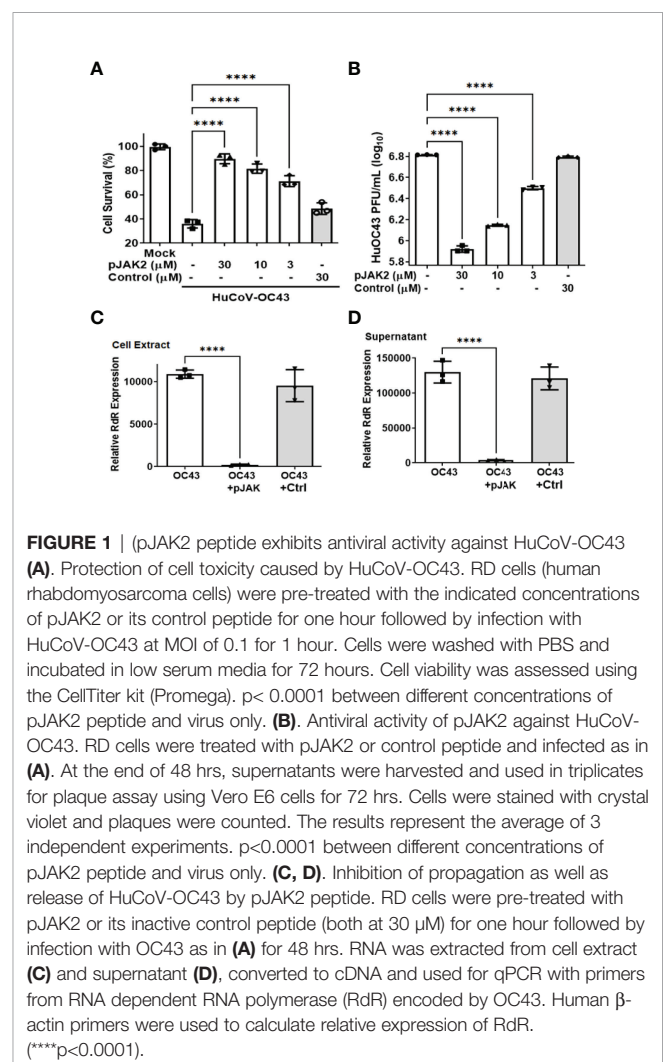 A
B
****
****
****
****
****
****
Cell Survival (%)
120
100
80
60
40
20
HuOC43 PFU/mL (log10)
6.8
6.6
6.4
6.2
6
5.8
Mock
pJAK2 (μM) - 30 10 3 -
Control (μM) - - - - 30
HuCoV-OC43
pJAK2 (μM) - 30 10 3 -
Control (μM) - - - - 30
C
D
Cell Extract
Supernatant
****
****
Relative RdR Expression
10000
5000
0
Relative RdR Expression
150000
100000
50000
0
OC43 OC43 OC43
+pJAK +Ctrl
OC43 OC43 OC43
+pJAK +Ctrl
FIGURE 1 | (pJAK2 peptide exhibits antiviral activity against HuCoV-OC43
(A). Protection of cell toxicity caused by HuCoV-OC43. RD cells (human
rhabdomyosarcoma cells) were pre-treated with the indicated concentrations
of pJAK2 or its control peptide for one hour followed by infection with
HuCoV-OC43 at MOI of 0.1 for 1 hour. Cells were washed with PBS and
incubated in low serum media for 72 hours. Cell viability was assessed using
the CellTiter kit (Promega). p< 0.0001 between different concentrations of
pJAK2 peptide and virus only. (B). Antiviral activity of pJAK2 against HuCoV-
OC43. RD cells were treated with pJAK2 or control peptide and infected as in
(A). At the end of 48 hrs, supernatants were harvested and used in triplicates
for plaque assay using Vero E6 cells for 72 hrs. Cells were stained with crystal
violet and plaques were counted. The results represent the average of 3
independent experiments. p<0.0001 between different concentrations of
pJAK2 peptide and virus only. (C, D). Inhibition of propagation as well as
release of HuCoV-OC43 by pJAK2 peptide. RD cells were pre-treated with
pJAK2 or its inactive control peptide (both at 30 μM) for one hour followed by
infection with OC43 as in (A) for 48 hrs. RNA was extracted from cell extract
(C) and supernatant (D), converted to cDNA and used for qPCR with primers
from RNA dependent RNA polymerase (RdR) encoded by OC43. Human β-
actin primers were used to calculate relative expression of RdR.
(****p<0.0001).